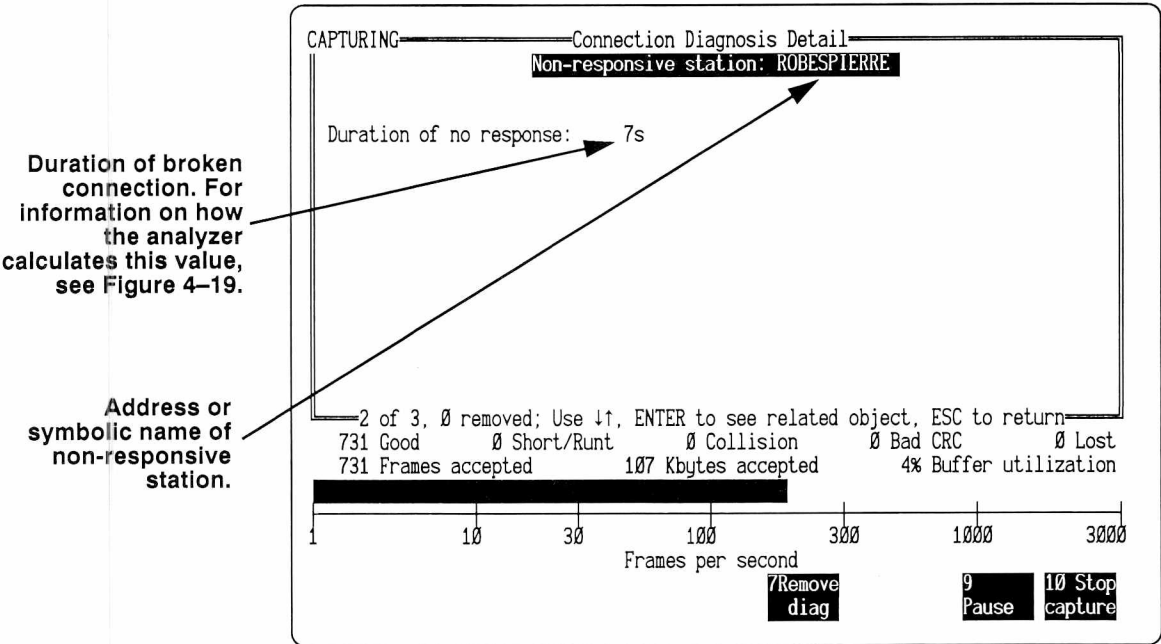 CAPTURING Connection Diagnosis Detail
Non-responsive station: ROBESPIERRE
Duration of no response: 7s
Duration of broken
connection. For
information on how
the analyzer
calculates this value,
see Figure 4–19.
Address or
symbolic name of
non-responsive
station.
2 of 3, Ø removed; Use ↓↑, ENTER to see related object, ESC to return
731 Good Ø Short/Runt Ø Collision Ø Bad CRC Ø Lost
731 Frames accepted 1Ø7 Kbytes accepted 4% Buffer utilization
1 1Ø 3Ø 1ØØ 3ØØ 1ØØØ 3ØØØ
Frames per second
7Remove 9 1Ø Stop
diag Pause capture